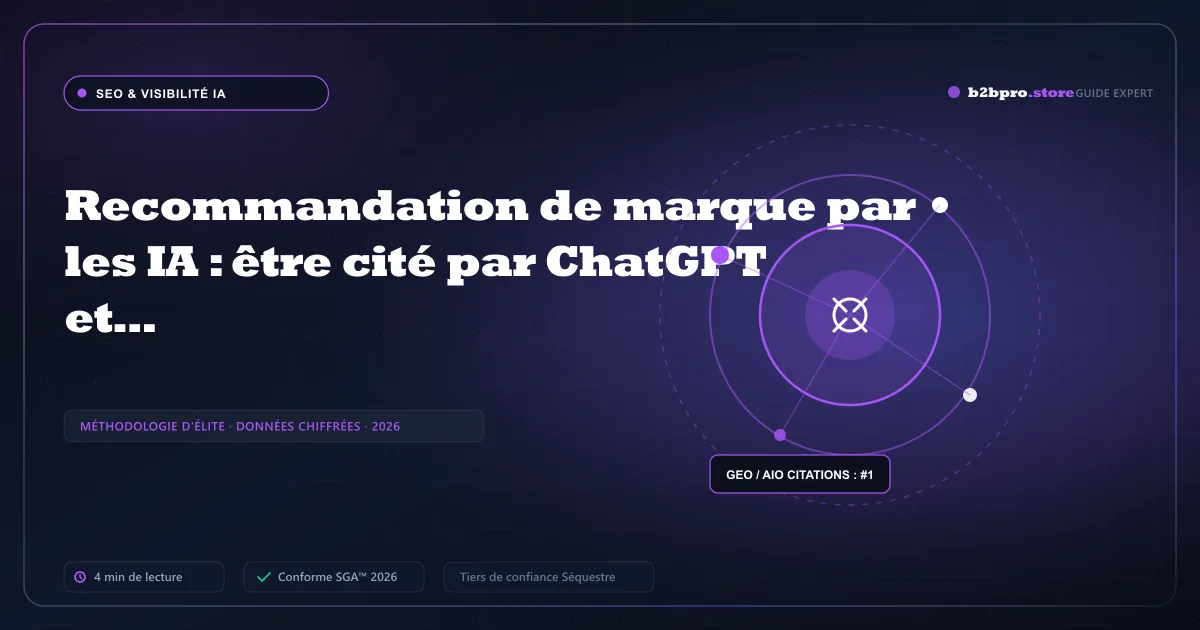 SEO & VISIBILITÉ IA
b2bpro.store GUIDE EXPERT
Recommandation de marque par
les IA : être cité par ChatGPT
et...
MÉTHODOLOGIE D'ÉLITE · DONNÉES CHIFFRÉES · 2026
GEO / AIO CITATIONS : #1
4 min de lecture
Conforme SGA™ 2026
Tiers de confiance Séquestre